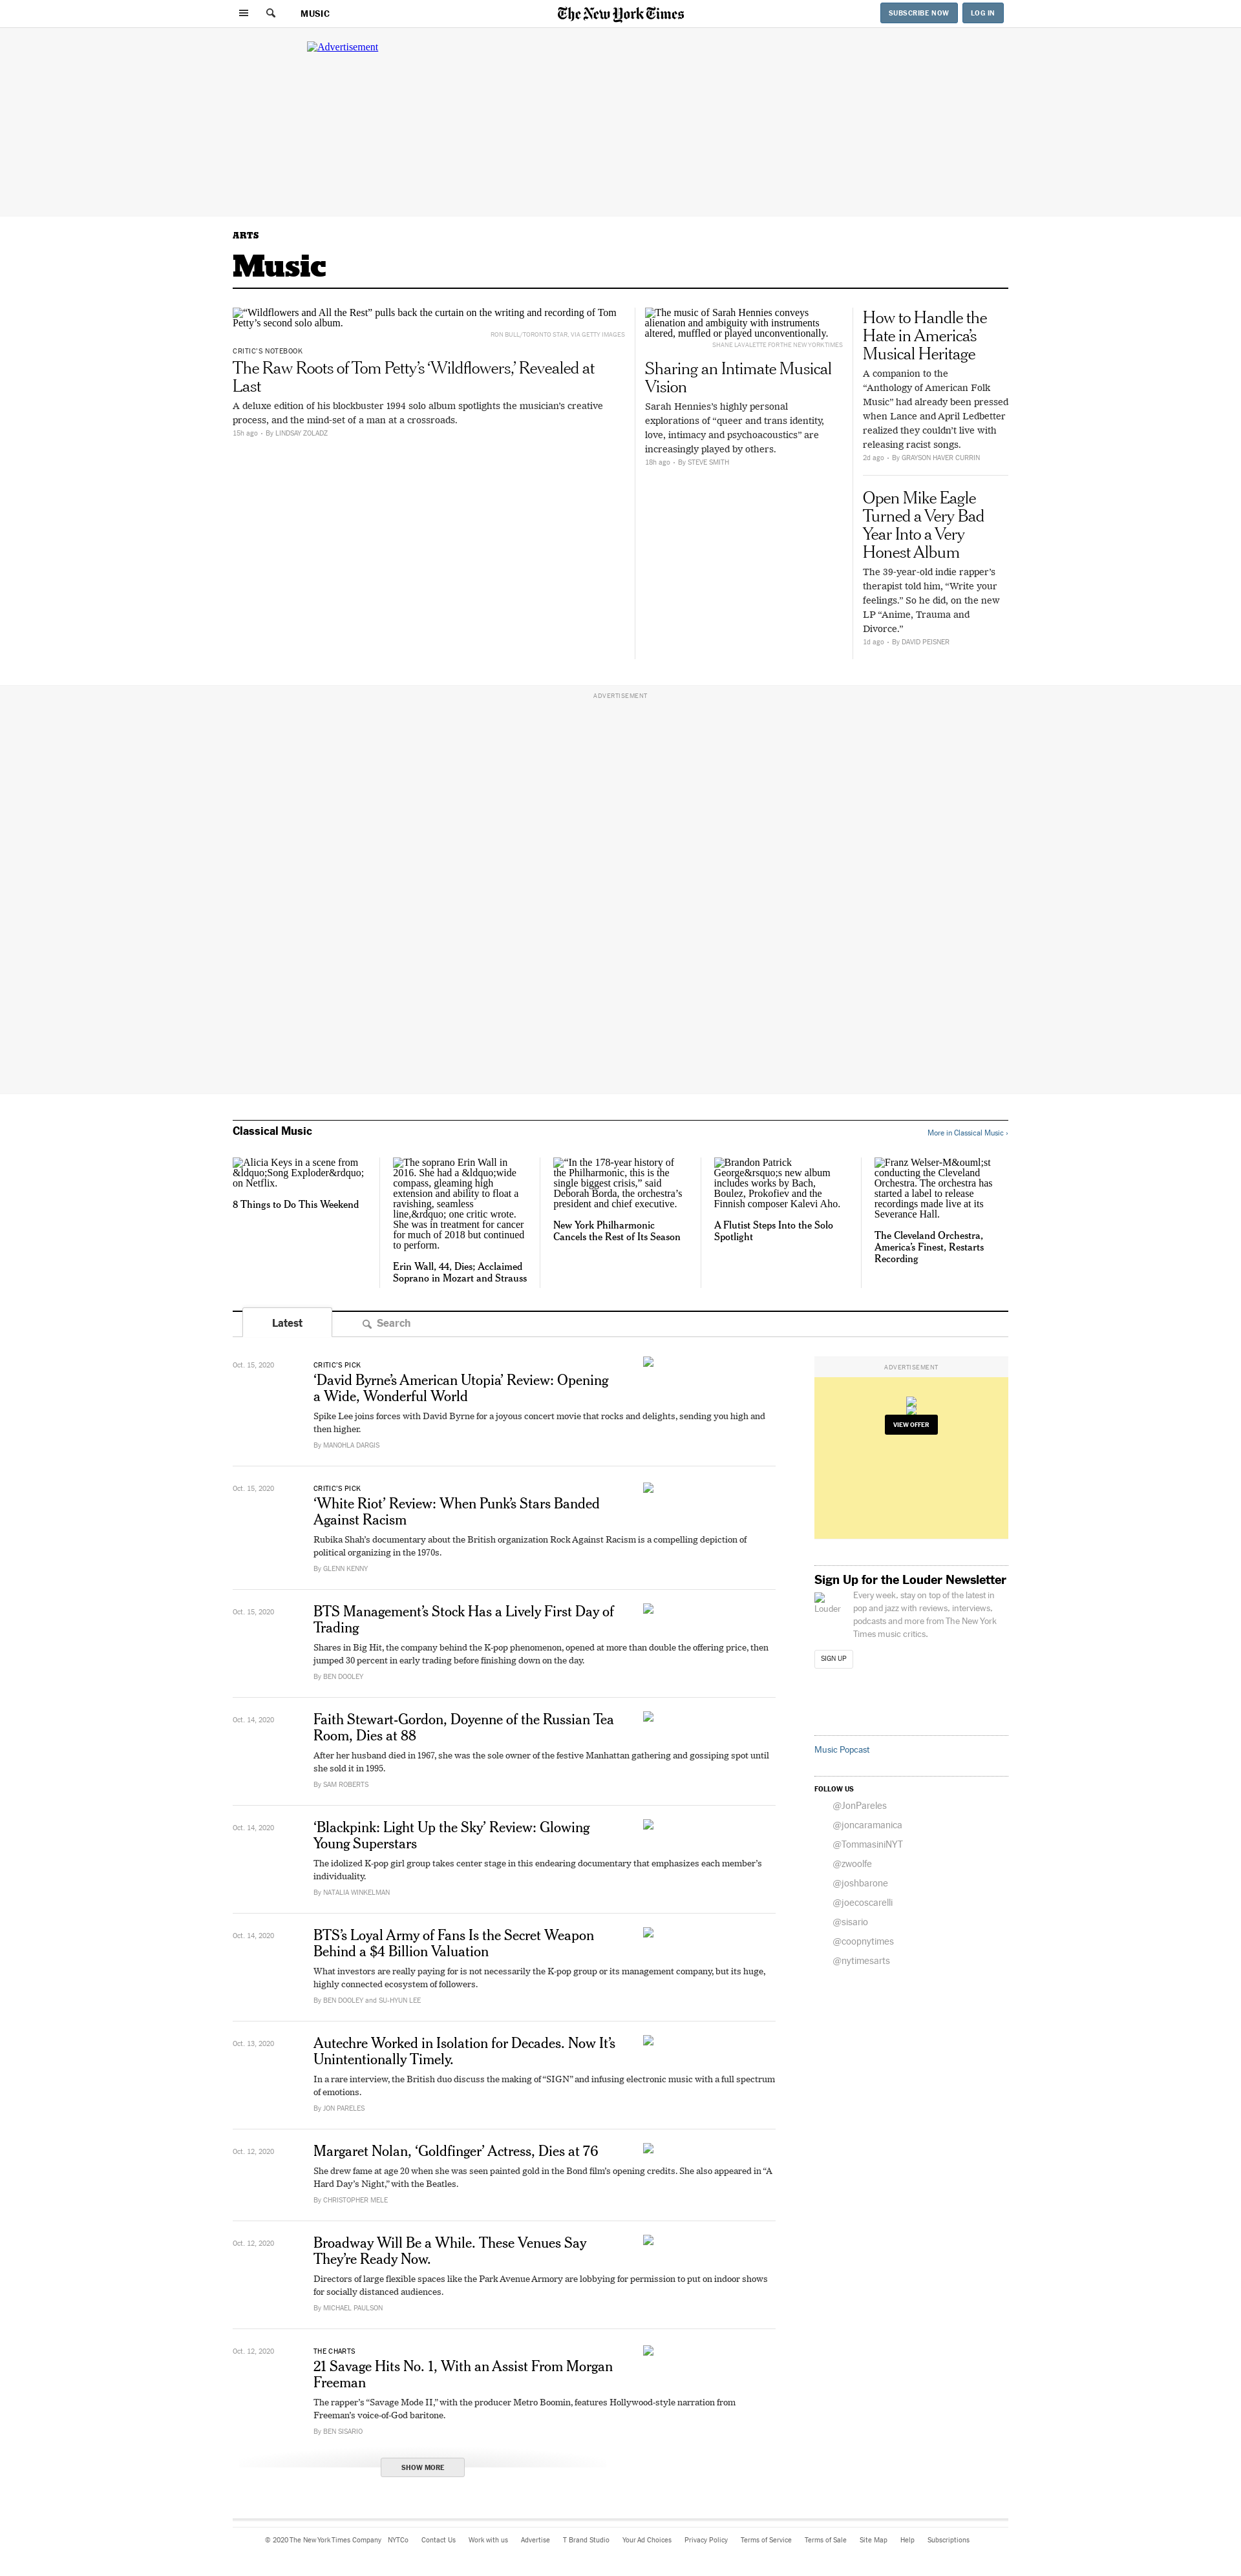 MUSIC
The New York Times
SUBSCRIBE NOW
LOG IN
Advertisement
ARTS
Music
“Wildflowers and All the Rest” pulls back the curtain on the writing and recording of Tom
Petty’s second solo album.
RON BULL/TORONTO STAR, VIA GETTY IMAGES
CRITIC’S NOTEBOOK
The Raw Roots of Tom Petty’s ‘Wildflowers,’ Revealed at
Last
A deluxe edition of his blockbuster 1994 solo album spotlights the musician’s creative
process, and the mind-set of a man at a crossroads.
15h ago • By LINDSAY ZOLADZ
The music of Sarah Hennies conveys
alienation and ambiguity with instruments
altered, muffled or played unconventionally.
SHANE LAVALETTE FOR THE NEW YORK TIMES
Sharing an Intimate Musical
Vision
Sarah Hennies’s highly personal
explorations of “queer and trans identity,
love, intimacy and psychoacoustics” are
increasingly played by others.
18h ago • By STEVE SMITH
How to Handle the
Hate in America’s
Musical Heritage
A companion to the
“Anthology of American Folk
Music” had already been pressed
when Lance and April Ledbetter
realized they couldn’t live with
releasing racist songs.
2d ago • By GRAYSON HAVER CURRIN
Open Mike Eagle
Turned a Very Bad
Year Into a Very
Honest Album
The 39-year-old indie rapper’s
therapist told him, “Write your
feelings.” So he did, on the new
LP “Anime, Trauma and
Divorce.”
1d ago • By DAVID PEISNER
ADVERTISEMENT
Classical Music
More in Classical Music ›
Alicia Keys in a scene from
&ldquo;Song Exploder&rdquo;
on Netflix.
8 Things to Do This Weekend
The soprano Erin Wall in
2016. She had a &ldquo;wide
compass, gleaming high
extension and ability to float a
ravishing, seamless
line,&rdquo; one critic wrote.
She was in treatment for cancer
for much of 2018 but continued
to perform.
Erin Wall, 44, Dies; Acclaimed
Soprano in Mozart and Strauss
“In the 178-year history of
the Philharmonic, this is the
single biggest crisis,” said
Deborah Borda, the orchestra’s
president and chief executive.
New York Philharmonic
Cancels the Rest of Its Season
Brandon Patrick
George&rsquo;s new album
includes works by Bach,
Boulez, Prokofiev and the
Finnish composer Kalevi Aho.
A Flutist Steps Into the Solo
Spotlight
Franz Welser-M&ouml;st
conducting the Cleveland
Orchestra. The orchestra has
started a label to release
recordings made live at its
Severance Hall.
The Cleveland Orchestra,
America’s Finest, Restarts
Recording
Latest
Search
Oct. 15, 2020
CRITIC’S PICK
‘David Byrne’s American Utopia’ Review: Opening
a Wide, Wonderful World
Spike Lee joins forces with David Byrne for a joyous concert movie that rocks and delights, sending you high and
then higher.
By MANOHLA DARGIS
Oct. 15, 2020
CRITIC’S PICK
‘White Riot’ Review: When Punk’s Stars Banded
Against Racism
Rubika Shah’s documentary about the British organization Rock Against Racism is a compelling depiction of
political organizing in the 1970s.
By GLENN KENNY
Oct. 15, 2020
BTS Management’s Stock Has a Lively First Day of
Trading
Shares in Big Hit, the company behind the K-pop phenomenon, opened at more than double the offering price, then
jumped 30 percent in early trading before finishing down on the day.
By BEN DOOLEY
Oct. 14, 2020
Faith Stewart-Gordon, Doyenne of the Russian Tea
Room, Dies at 88
After her husband died in 1967, she was the sole owner of the festive Manhattan gathering and gossiping spot until
she sold it in 1995.
By SAM ROBERTS
Oct. 14, 2020
‘Blackpink: Light Up the Sky’ Review: Glowing
Young Superstars
The idolized K-pop girl group takes center stage in this endearing documentary that emphasizes each member’s
individuality.
By NATALIA WINKELMAN
Oct. 14, 2020
BTS’s Loyal Army of Fans Is the Secret Weapon
Behind a $4 Billion Valuation
What investors are really paying for is not necessarily the K-pop group or its management company, but its huge,
highly connected ecosystem of followers.
By BEN DOOLEY and SU-HYUN LEE
Oct. 13, 2020
Autechre Worked in Isolation for Decades. Now It’s
Unintentionally Timely.
In a rare interview, the British duo discuss the making of “SIGN” and infusing electronic music with a full spectrum
of emotions.
By JON PARELES
Oct. 12, 2020
Margaret Nolan, ‘Goldfinger’ Actress, Dies at 76
She drew fame at age 20 when she was seen painted gold in the Bond film’s opening credits. She also appeared in “A
Hard Day’s Night,” with the Beatles.
By CHRISTOPHER MELE
Oct. 12, 2020
Broadway Will Be a While. These Venues Say
They’re Ready Now.
Directors of large flexible spaces like the Park Avenue Armory are lobbying for permission to put on indoor shows
for socially distanced audiences.
By MICHAEL PAULSON
Oct. 12, 2020
THE CHARTS
21 Savage Hits No. 1, With an Assist From Morgan
Freeman
The rapper’s “Savage Mode II,” with the producer Metro Boomin, features Hollywood-style narration from
Freeman’s voice-of-God baritone.
By BEN SISARIO
SHOW MORE
ADVERTISEMENT
VIEW OFFER
Sign Up for the Louder Newsletter
Louder
Every week, stay on top of the latest in
pop and jazz with reviews, interviews,
podcasts and more from The New York
Times music critics.
SIGN UP
Music Popcast
FOLLOW US
@JonPareles
@joncaramanica
@TommasiniNYT
@zwoolfe
@joshbarone
@joecoscarelli
@sisario
@coopnytimes
@nytimesarts
© 2020 The New York Times Company NYTCo Contact Us Work with us Advertise T Brand Studio Your Ad Choices Privacy Policy Terms of Service Terms of Sale Site Map Help Subscriptions